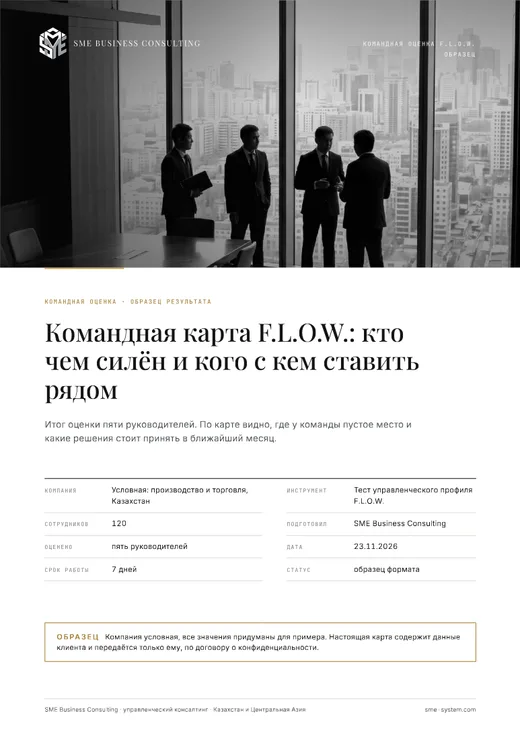 SME BUSINESS CONSULTING
КОМАНДНАЯ ОЦЕНКА F.L.O.W.
ОБРАЗЕЦ
КОМАНДНАЯ ОЦЕНКА · ОБРАЗЕЦ РЕЗУЛЬТАТА
Командная карта F.L.O.W.: кто
чем силён и кого с кем ставить
рядом
Итог оценки пяти руководителей. По карте видно, где у команды пустое место и
какие решения стоит принять в ближайший месяц.
КОМПАНИЯ Условная: производство и торговля,
Казахстан
СОТРУДНИКОВ 120
ОЦЕНЕНО пять руководителей
СРОК РАБОТЫ 7 дней
ИНСТРУМЕНТ Тест управленческого профиля
F.L.O.W.
ПОДГОТОВИЛ SME Business Consulting
ДАТА 23.11.2026
СТАТУС образец формата
ОБРАЗЕЦ Компания условная, все значения придуманы для примера. Настоящая карта содержит данные
клиента и передаётся только ему, по договору о конфиденциальности.
SME Business Consulting · управленческий консалтинг · Казахстан и Центральная Азия
sme-system.com